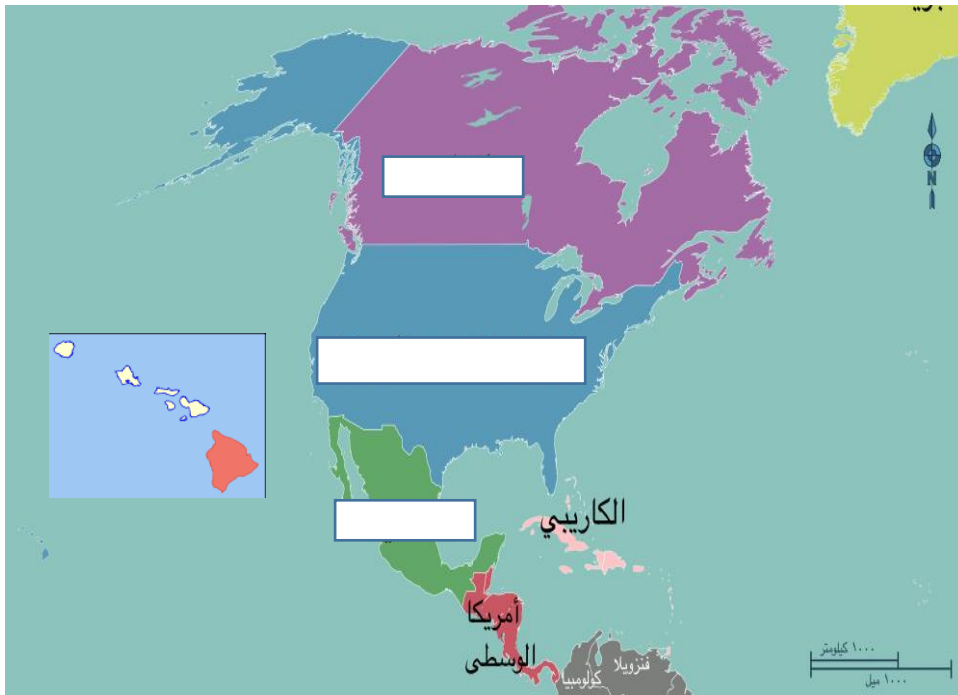 N
الكاريبي
أمريكا
الوسطى
فنزويلا
كولومبيا
١٠٠٠ كيلومتر
١٠٠٠ ميل